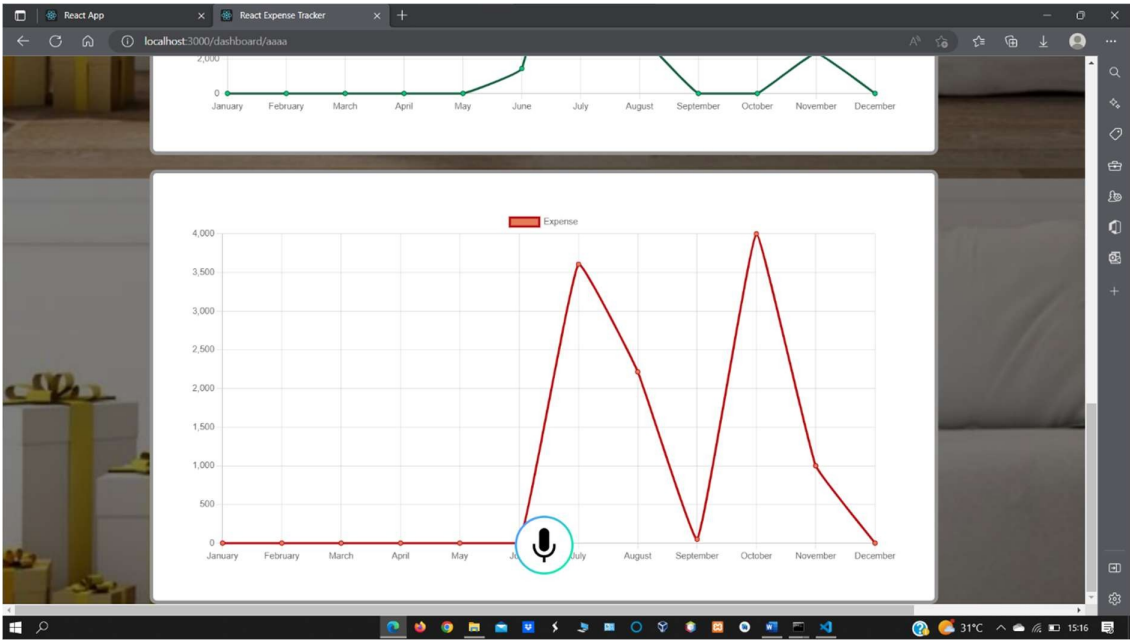 React App
React Expense Tracker
localhost:3000/dashboard/aaaa
2,000
0
January February March April May June July August September October November December
Expense
4,000
3,500
3,000
2,500
2,000
1,500
1,000
500
0
January February March April May July August September October November December
31°C 15:16